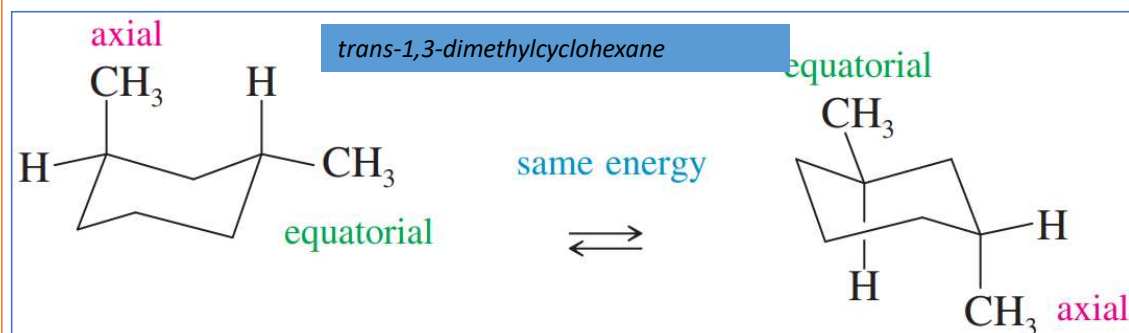 axial
trans-1,3-dimethylcyclohexane
equatorial
CH₃
H
CH₃
H
CH₃
same energy
equatorial
H
H
CH₃ axial